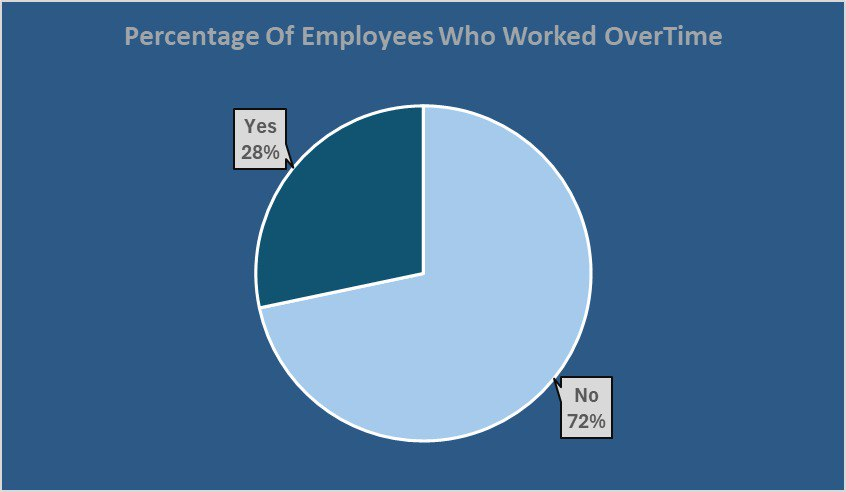 Percentage Of Employees Who Worked OverTime
Yes
28%
No
72%